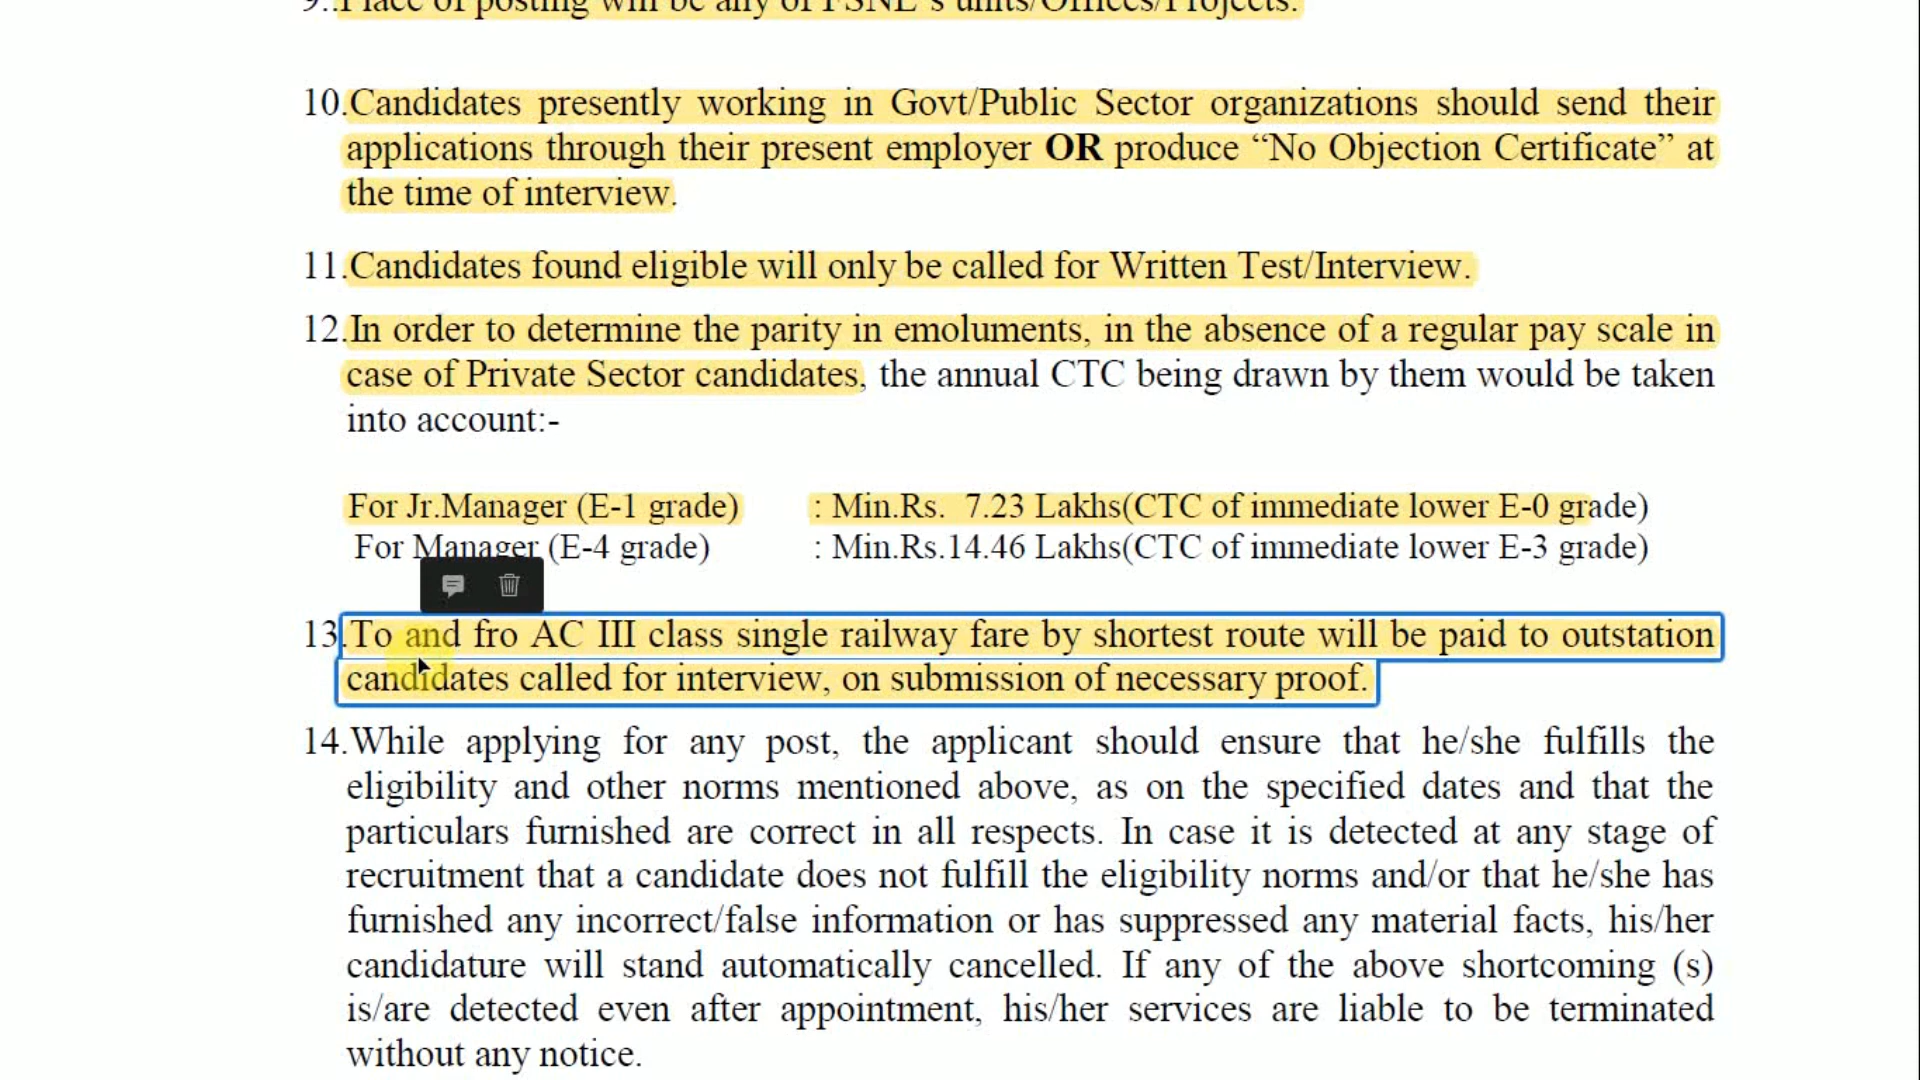 9..Place of posting will be any of FSNL's units/Offices/Projects.
10.Candidates presently working in Govt/Public Sector organizations should send their
applications through their present employer OR produce “No Objection Certificate” at
the time of interview.
11.Candidates found eligible will only be called for Written Test/Interview.
12.In order to determine the parity in emoluments, in the absence of a regular pay scale in
case of Private Sector candidates, the annual CTC being drawn by them would be taken
into account:-
For Jr.Manager (E-1 grade) : Min.Rs. 7.23 Lakhs(CTC of immediate lower E-0 grade)
For Manager (E-4 grade) : Min.Rs.14.46 Lakhs(CTC of immediate lower E-3 grade)
13.To and fro AC III class single railway fare by shortest route will be paid to outstation
candidates called for interview, on submission of necessary proof.
14.While applying for any post, the applicant should ensure that he/she fulfills the
eligibility and other norms mentioned above, as on the specified dates and that the
particulars furnished are correct in all respects. In case it is detected at any stage of
recruitment that a candidate does not fulfill the eligibility norms and/or that he/she has
furnished any incorrect/false information or has suppressed any material facts, his/her
candidature will stand automatically cancelled. If any of the above shortcoming (s)
is/are detected even after appointment, his/her services are liable to be terminated
without any notice.